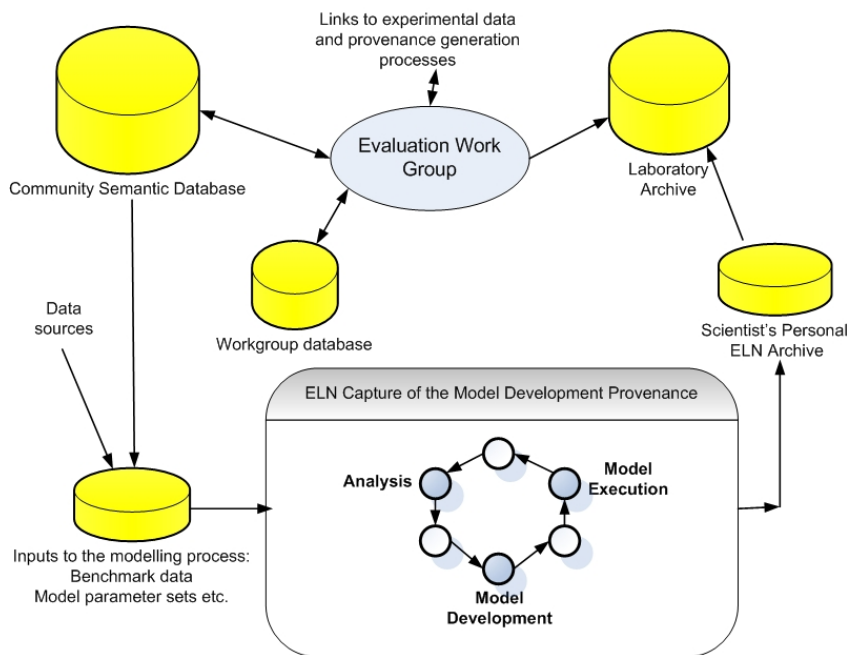 Links to experimental data
and provenance generation
processes
Evaluation Work
Group
Community Semantic Database
Laboratory
Archive
Workgroup database
Data
sources
Scientist's Personal
ELN Archive
ELN Capture of the Model Development Provenance
Analysis
Model
Execution
Model
Development
Inputs to the modelling process:
Benchmark data
Model parameter sets etc.